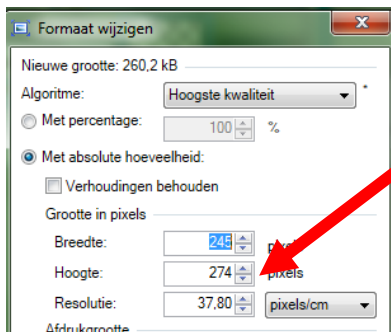 Formaat wijzigen
Nieuwe grootte: 260,2 kB
Algoritme: Hoogste kwaliteit *
Met percentage: 100 %
Met absolute hoeveelheid:
Verhoudingen behouden
Grootte in pixels
Breedte: 245
Hoogte: 274 pixels
Resolutie: 37,80 pixels/cm
Afdrukgrootte